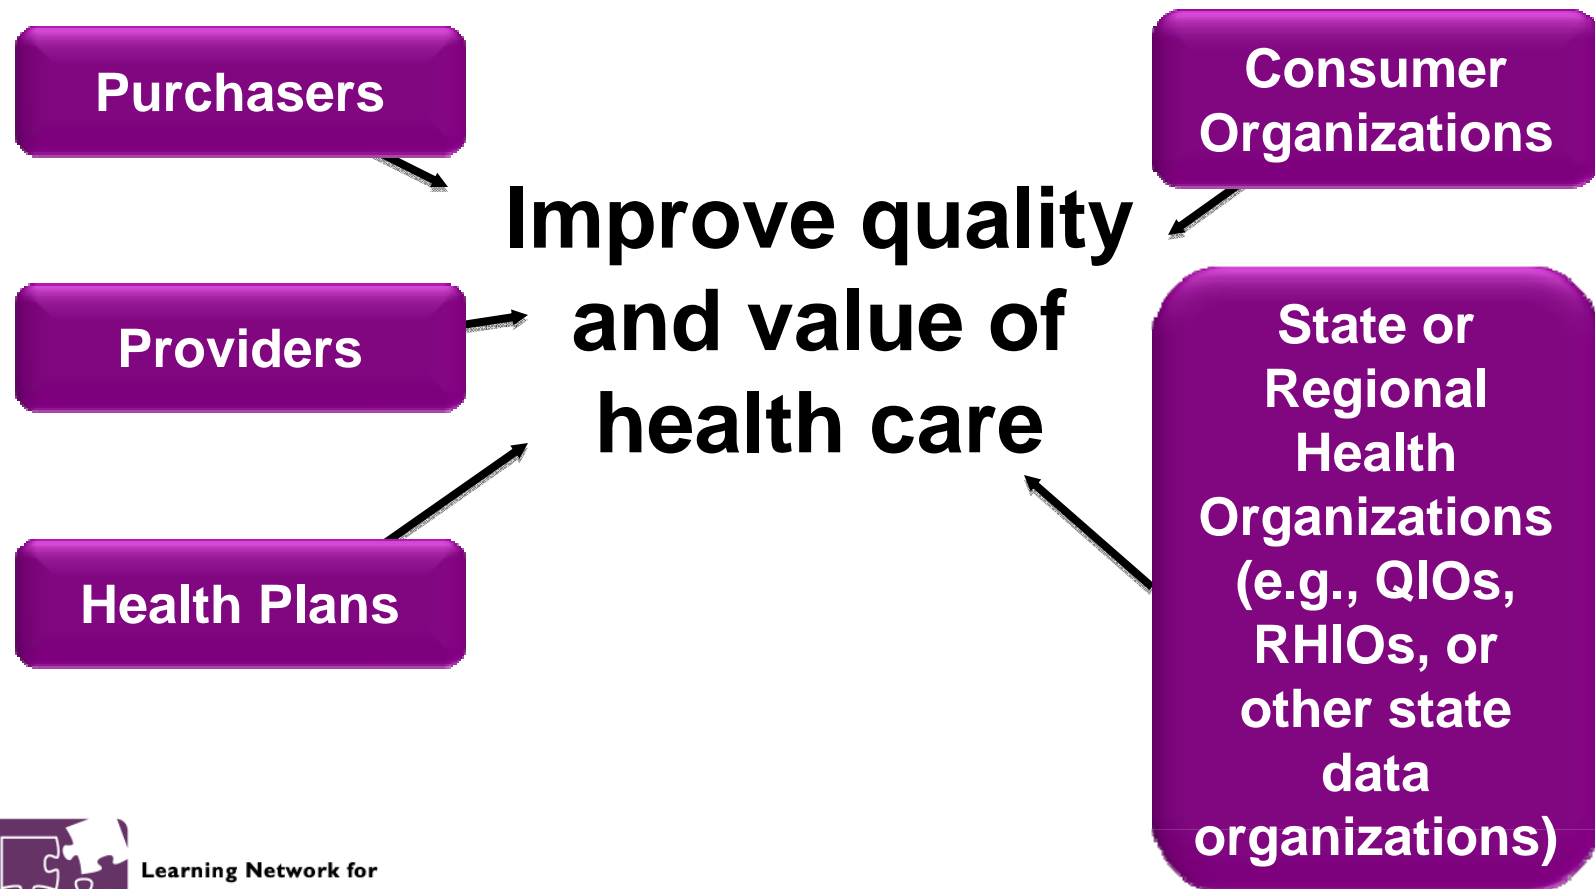 Purchasers
Providers
Health Plans
Improve quality
and value of
health care
Consumer
Organizations
State or
Regional
Health
Organizations
(e.g., QIOs,
RHIOs, or
other state
data
organizations)
Learning Network for